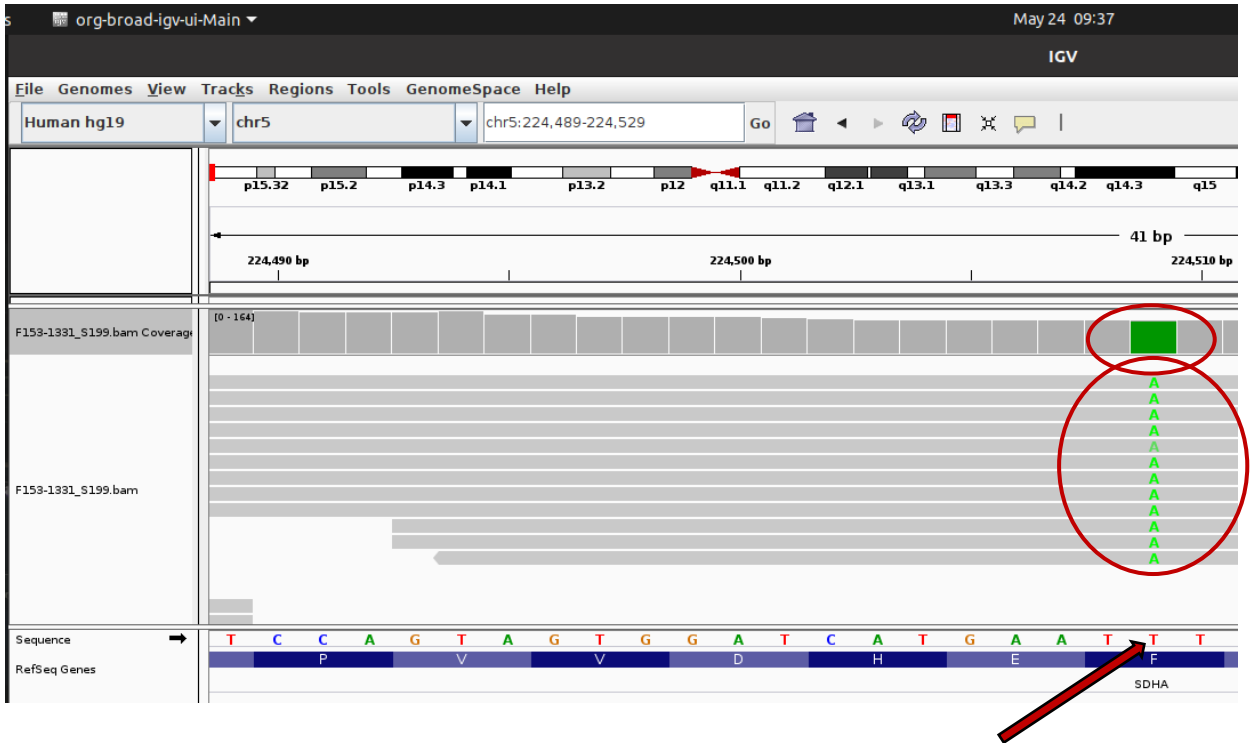 s org-broad-igv-ui-Main May 24 09:37
IGV
File Genomes View Tracks Regions Tools GenomeSpace Help
Human hg19 chr5 chr5:224,489-224,529 Go
p15.32 p15.2 p14.3 p14.1 p13.2 p12 q11.1 q11.2 q12.1 q13.1 q13.3 q14.2 q14.3 q15
41 bp
224,490 bp 224,500 bp 224,510 bp
[0 - 164]
F153-1331_S199.bam Coverage
A
A
A
A
A
A
A
F153-1331_S199.bam
A
A
A
A
A
Sequence T C C A G T A G T G G A T C A T G A A T T T
RefSeq Genes P V V D H E F
SDHA